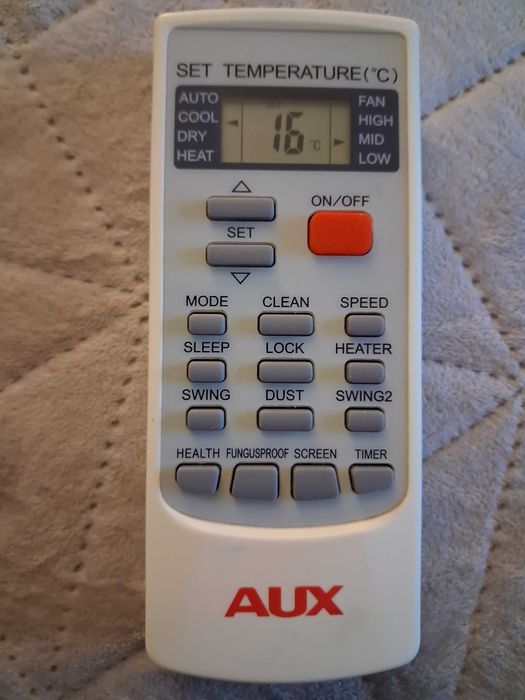 SET TEMPERATURE(°C)
AUTO
COOL
DRY
HEAT
16 °C
FAN
HIGH
MID
LOW
ON/OFF
SET
MODE CLEAN SPEED
SLEEP LOCK HEATER
SWING DUST SWING2
HEALTH FUNGUSPROOF SCREEN TIMER
AUX